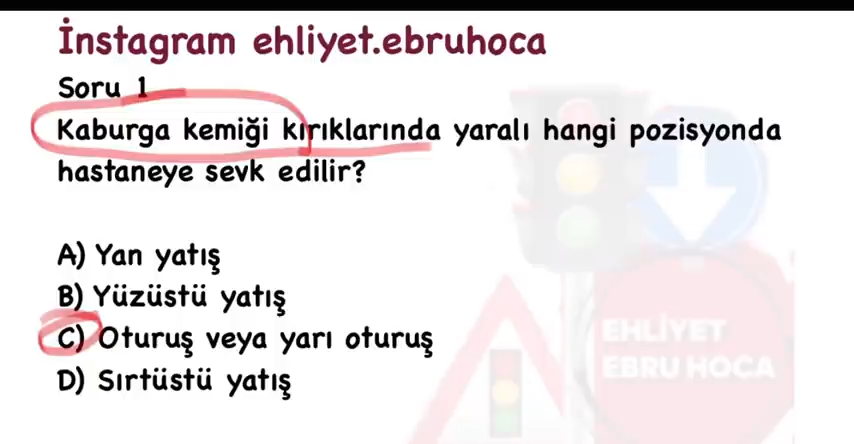 İnstagram ehliyet.ebruhoca
Soru 1
Kaburga kemiği kırıklarında yaralı hangi pozisyonda
hastaneye sevk edilir?
A) Yan yatış
B) Yüzüstü yatış
C) Oturuş veya yarı oturuş
D) Sırtüstü yatış
EHLİYET
EBRU HOCA